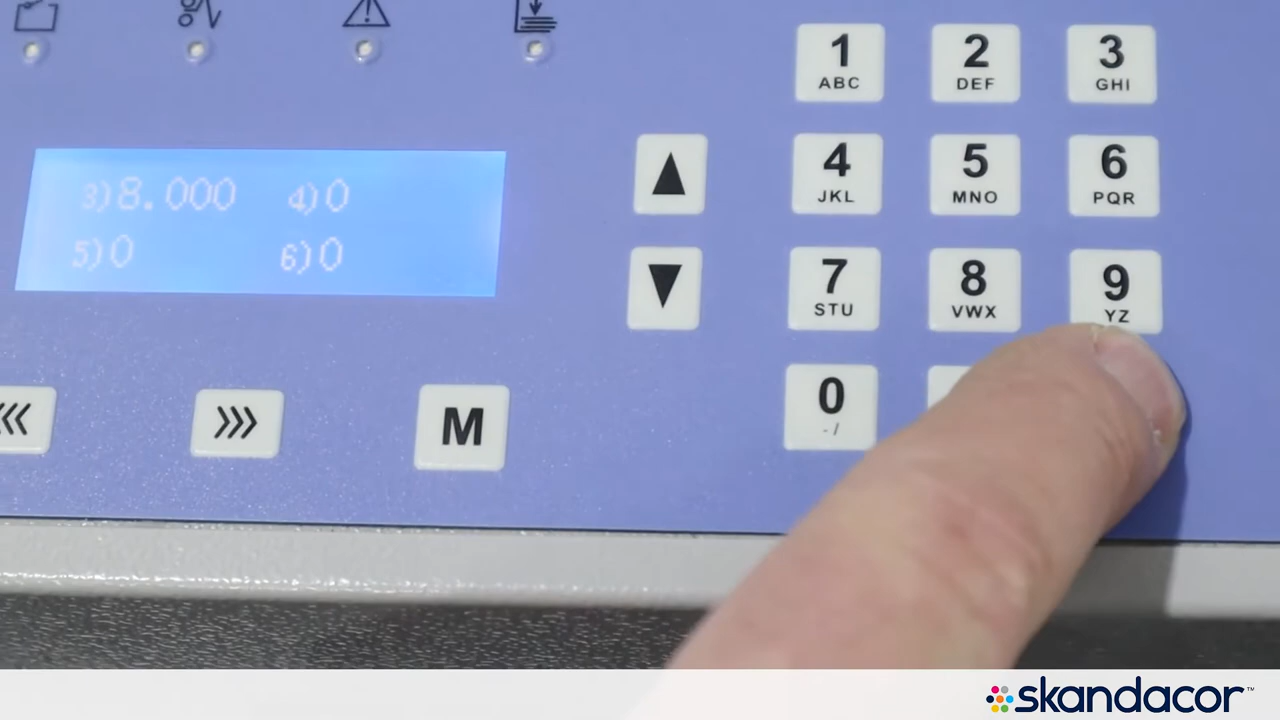 3)8.000 4)0
5)0 6)0
1
ABC
2
DEF
3
GHI
4
JKL
5
MNO
6
PQR
7
STU
8
VWX
9
YZ
M
0
- /
skandacor™